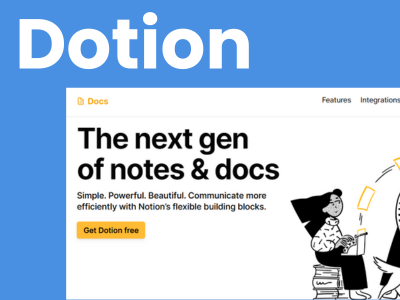 Dotion
Docs
Features Integrations
The next gen
of notes & docs
Simple. Powerful. Beautiful. Communicate more
efficiently with Notion's flexible building blocks.
Get Dotion free